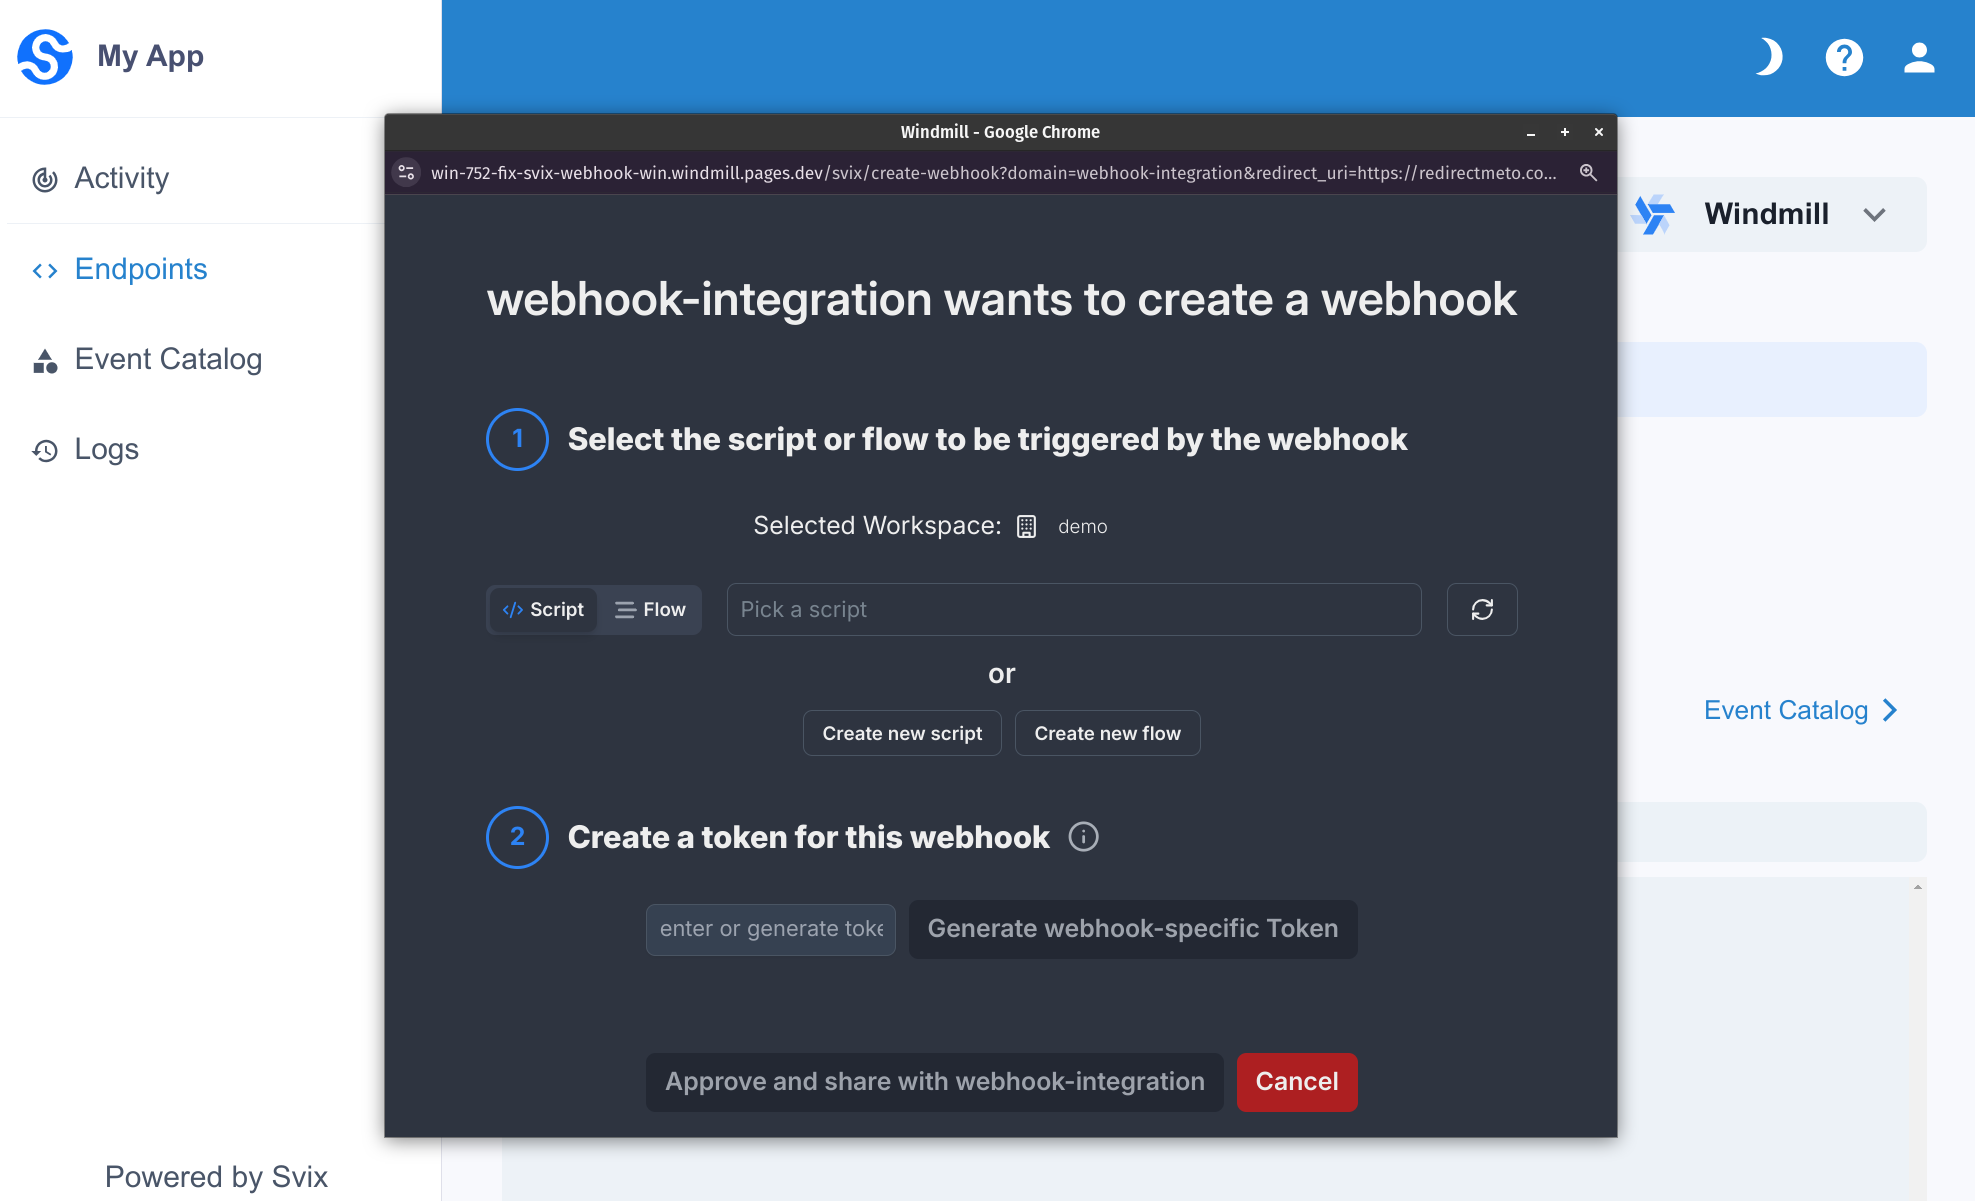 My App
Activity
Endpoints
Event Catalog
Logs
Powered by Svix
Windmill - Google Chrome
win-752-fix-svix-webhook-win.windmill.pages.dev/svix/create-webhook?domain=webhook-integration&redirect_uri=https://redirectmeto.co...
webhook-integration wants to create a webhook
1 Select the script or flow to be triggered by the webhook
Selected Workspace: demo
Script Flow Pick a script
or
Create new script Create new flow
2 Create a token for this webhook
enter or generate toke Generate webhook-specific Token
Approve and share with webhook-integration Cancel
Windmill
Event Catalog